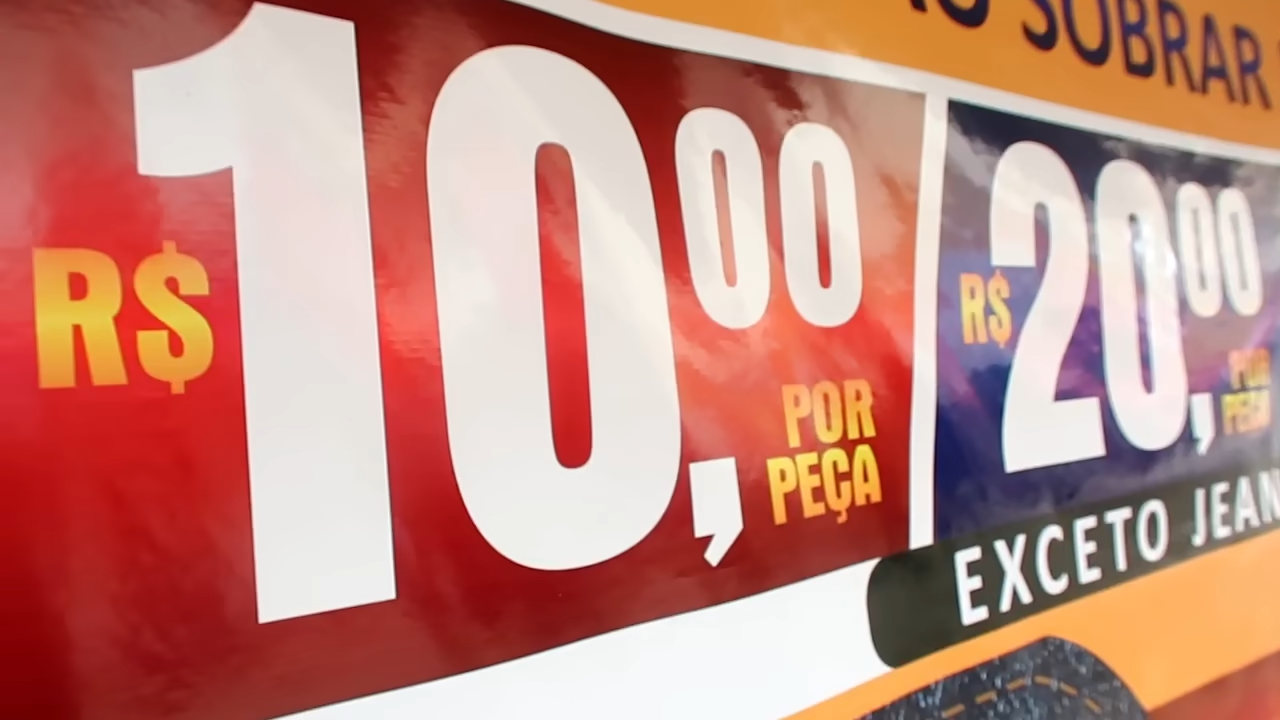 SOBRAR
R$ 10,00
POR
PEÇA
R$ 20,00
POR
PEÇA
EXCETO JEAN